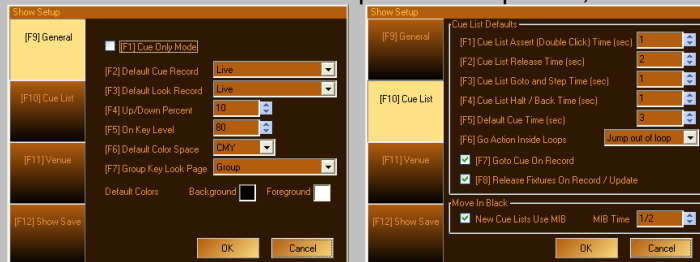 Show Setup
[F9] General
[F10] Cue List
[F11] Venue
[F12] Show Save
[F1] Cue Only Mode
[F2] Default Cue Record Live
[F3] Default Look Record Live
[F4] Up/Down Percent 10
[F5] On Key Level 80
[F6] Default Color Space CMY
[F7] Group Key Look Page Group
Default Colors Background Foreground
OK Cancel
Show Setup
[F9] General
[F10] Cue List
[F11] Venue
[F12] Show Save
Cue List Defaults
[F1] Cue List Assert (Double Click) Time (sec) 1
[F2] Cue List Release Time (sec) 2
[F3] Cue List Goto and Step Time (sec) 1
[F4] Cue List Halt / Back Time (sec) 1
[F5] Default Cue Time (sec) 3
[F6] Go Action Inside Loops Jump out of loop
[F7] Goto Cue On Record
[F8] Release Fixtures On Record / Update
Move In Black
New Cue Lists Use MIB MIB Time 1/2
OK Cancel